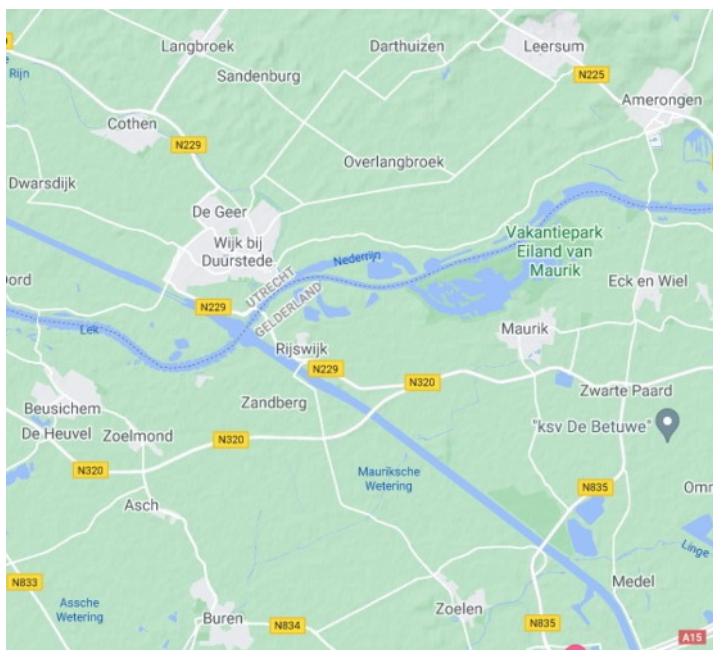 Langbroek
Darthuizen
Leersum
Rijn
Sandenburg
N225
Amerongen
Cothen
N229
Overlangbroek
Dwarsdijk
De Geer
Wijk bij
Duurstede
Nederrijn
Vakantiepark
Eiland van
Maurik
UTRECHT
GELDERLAND
oord
Eck en Wiel
N229
Lek
Maurik
Rijswijk
N229
N320
Zwarte Paard
Beusichem
Zandberg
"ksv De Betuwe"
De Heuvel
Zoelmond
N320
N320
Mauriksche
Wetering
N835
Omm
Asch
Linge
N833
Medel
Assche
Wetering
Zoelen
Buren
N834
N835
A15